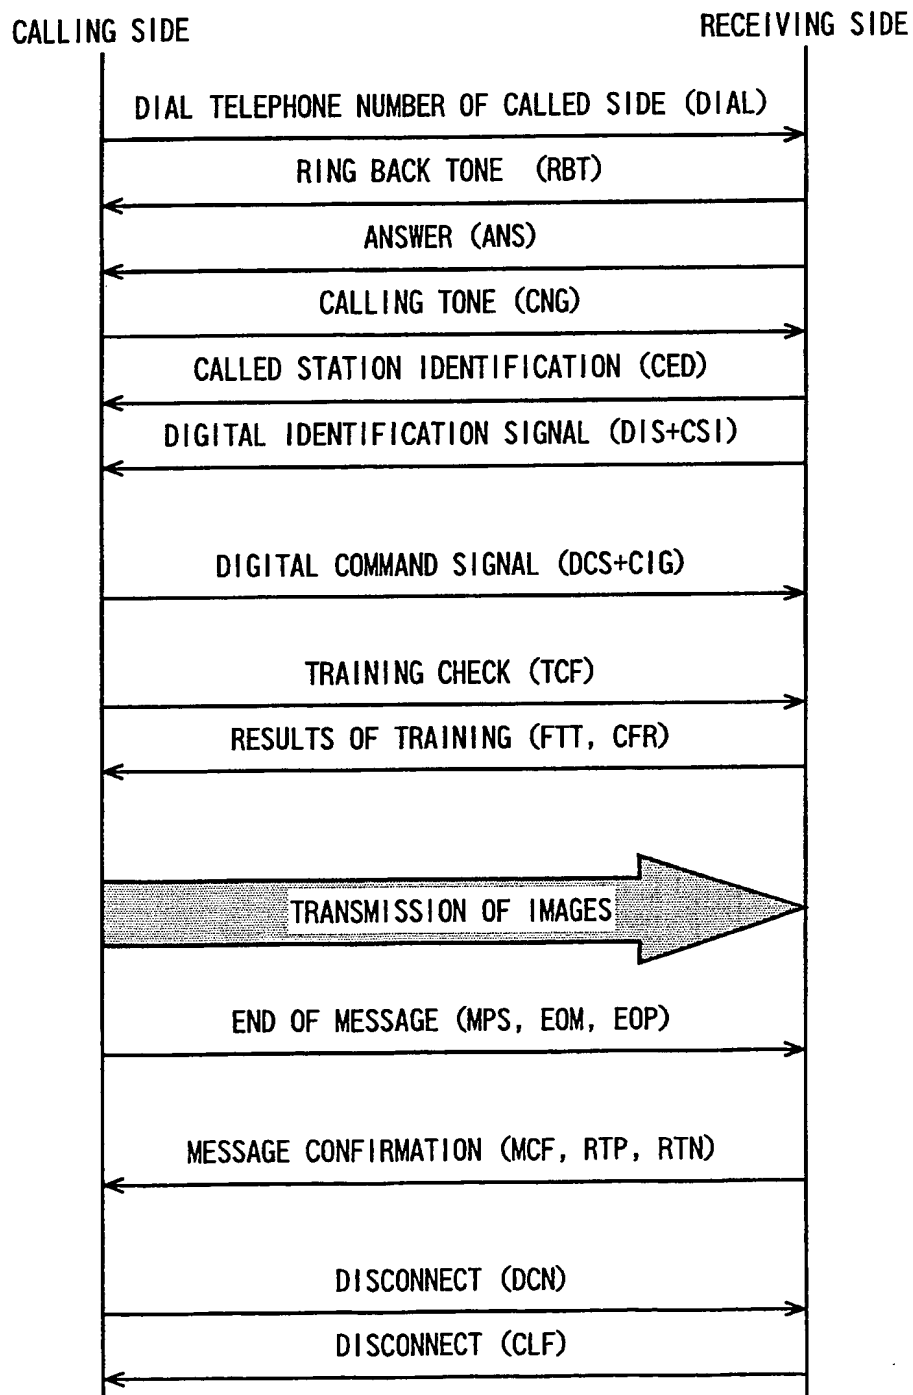 CALLING SIDE
RECEIVING SIDE
DIAL TELEPHONE NUMBER OF CALLED SIDE (DIAL)
RING BACK TONE (RBT)
ANSWER (ANS)
CALLING TONE (CNG)
CALLED STATION IDENTIFICATION (CED)
DIGITAL IDENTIFICATION SIGNAL (DIS+CSI)
DIGITAL COMMAND SIGNAL (DCS+CIG)
TRAINING CHECK (TCF)
RESULTS OF TRAINING (FTT, CFR)
TRANSMISSION OF IMAGES
END OF MESSAGE (MPS, EOM, EOP)
MESSAGE CONFIRMATION (MCF, RTP, RTN)
DISCONNECT (DCN)
DISCONNECT (CLF)